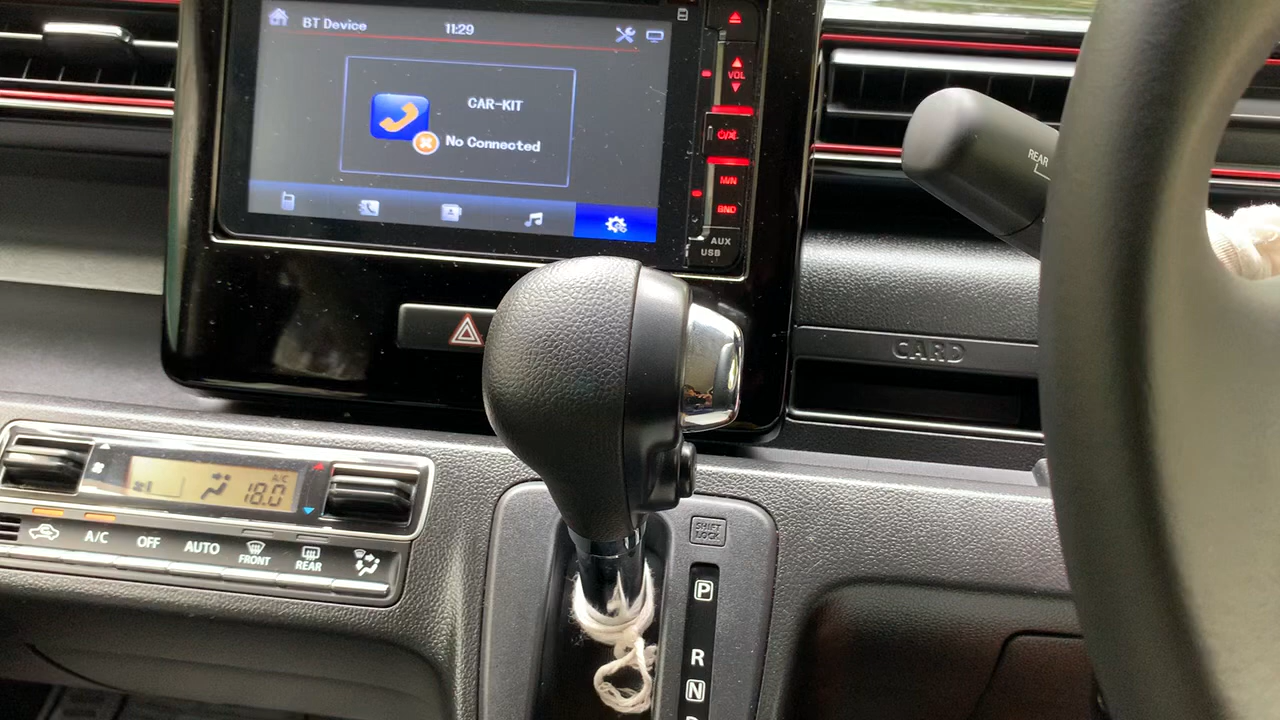 BT Device
11:29
CAR-KIT
No Connected
VOL
BND
AUX
USB
REAR
CARD
A/C
18.0
A/C
OFF
AUTO
FRONT
REAR
SHIFT
LOCK
P
R
N